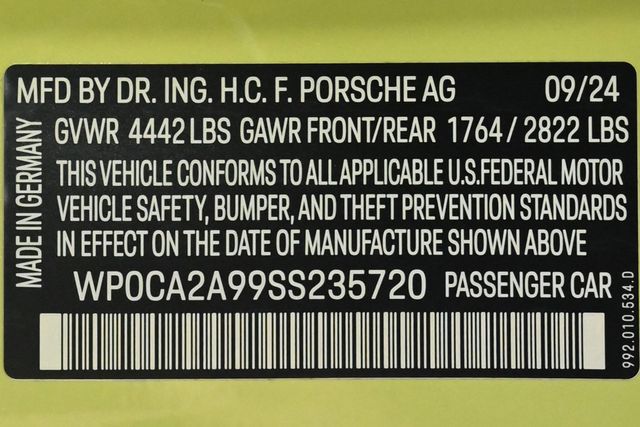 MFD BY DR. ING. H.C. F. PORSCHE AG 09/24
GVWR 4442 LBS GAWR FRONT/REAR 1764 / 2822 LBS
THIS VEHICLE CONFORMS TO ALL APPLICABLE U.S.FEDERAL MOTOR
VEHICLE SAFETY, BUMPER, AND THEFT PREVENTION STANDARDS
IN EFFECT ON THE DATE OF MANUFACTURE SHOWN ABOVE
WP0CA2A99SS235720 PASSENGER CAR
MADE IN GERMANY
992.010.534.D